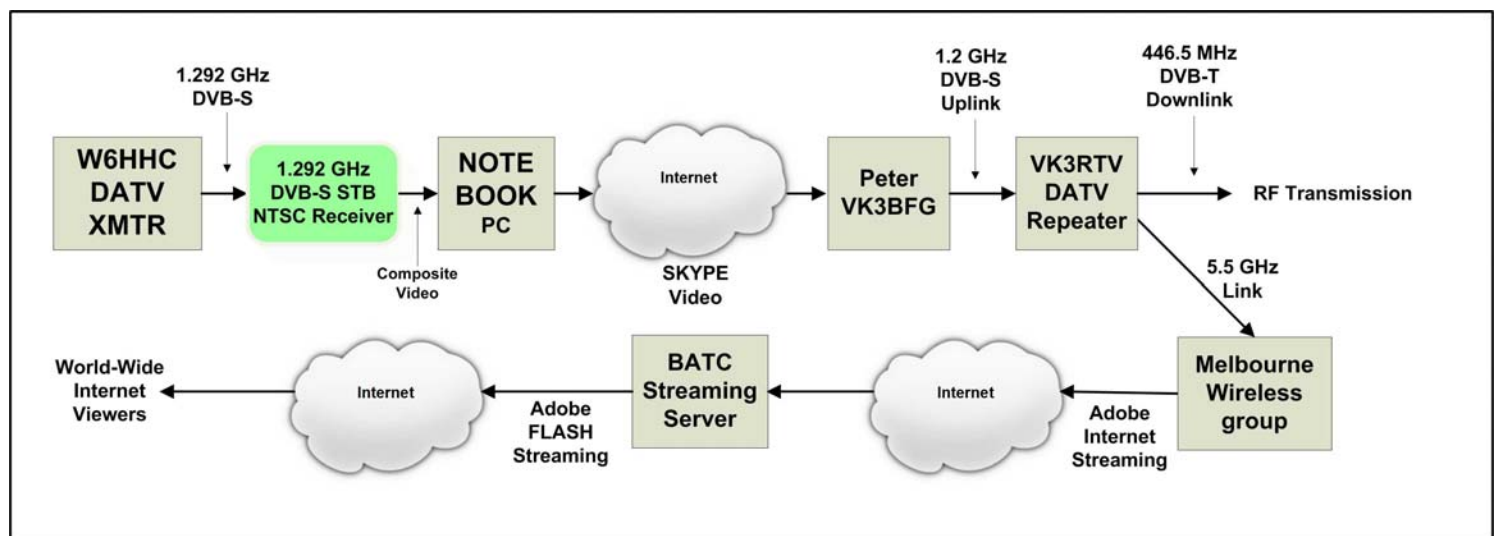 1.292 GHz
DVB-S
W6HHC
DATV
XMTR
1.292 GHz
DVB-S STB
NTSC Receiver
Composite
Video
NOTE
BOOK
PC
Internet
SKYPE
Video
Peter
VK3BFG
1.2 GHz
DVB-S
Uplink
VK3RTV
DATV
Repeater
446.5 MHz
DVB-T
Downlink
RF Transmission
5.5 GHz
Link
Melbourne
Wireless
group
Adobe
Internet
Streaming
Internet
BATC
Streaming
Server
Adobe
FLASH
Streaming
Internet
World-Wide
Internet
Viewers